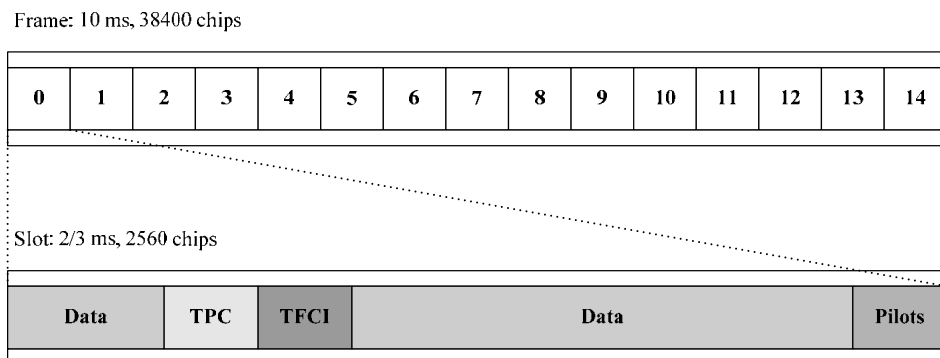 Frame: 10 ms, 38400 chips
0 1 2 3 4 5 6 7 8 9 10 11 12 13 14
Slot: 2/3 ms, 2560 chips
Data TPC TFCI Data Pilots